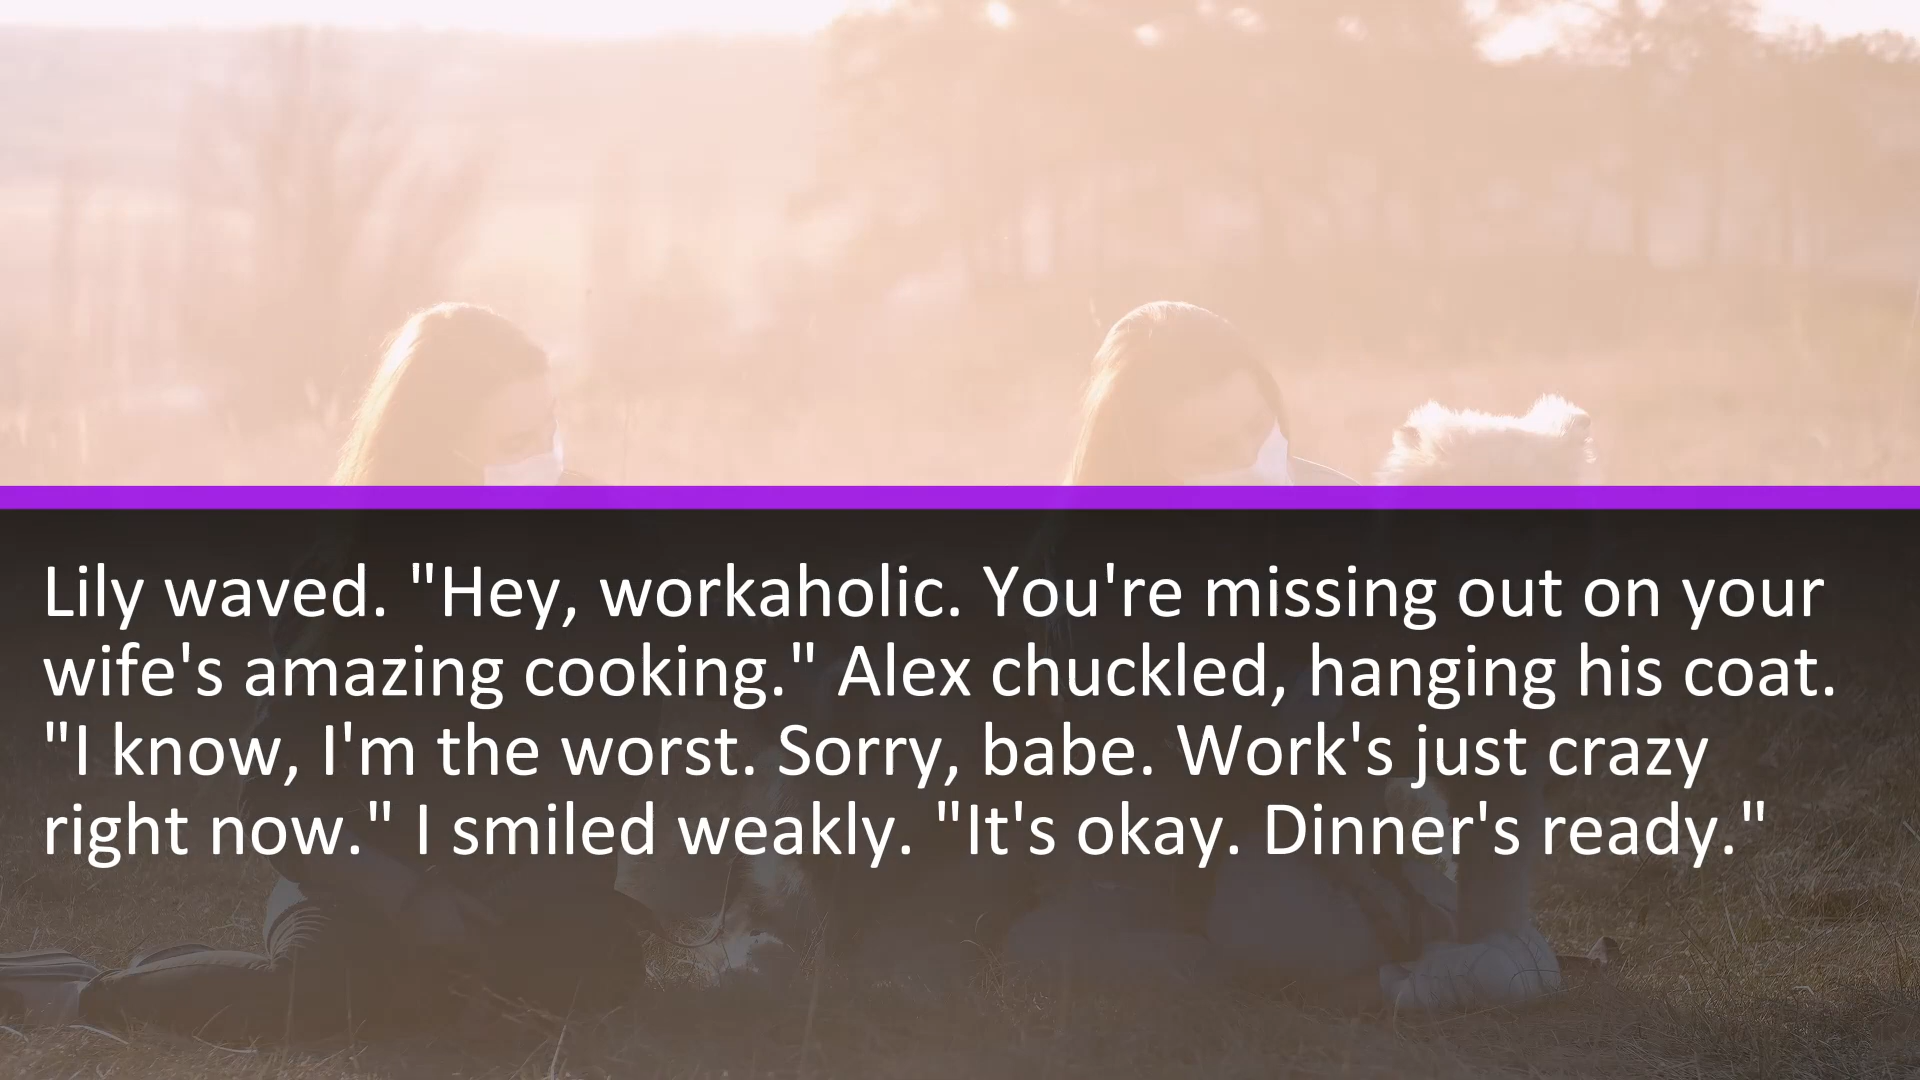 Lily waved. "Hey, workaholic. You're missing out on your
wife's amazing cooking." Alex chuckled, hanging his coat.
"I know, I'm the worst. Sorry, babe. Work's just crazy
right now." I smiled weakly. "It's okay. Dinner's ready."